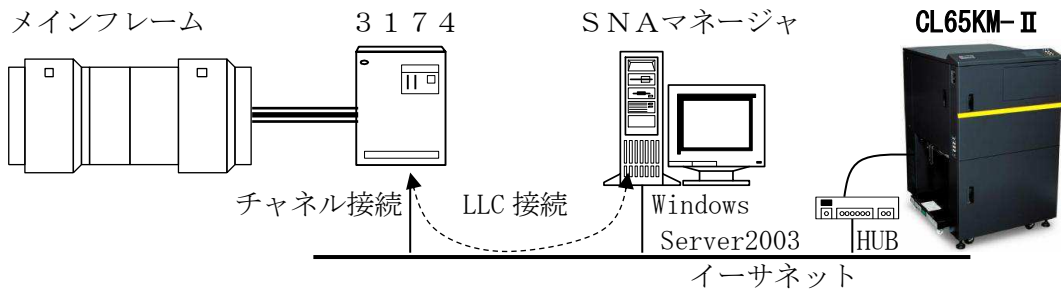 メインフレーム
３１７４
ＳＮＡマネージャ
CL65KM-Ⅱ
チャネル接続
LLC 接続
Windows
Server2003
HUB
イーサネット